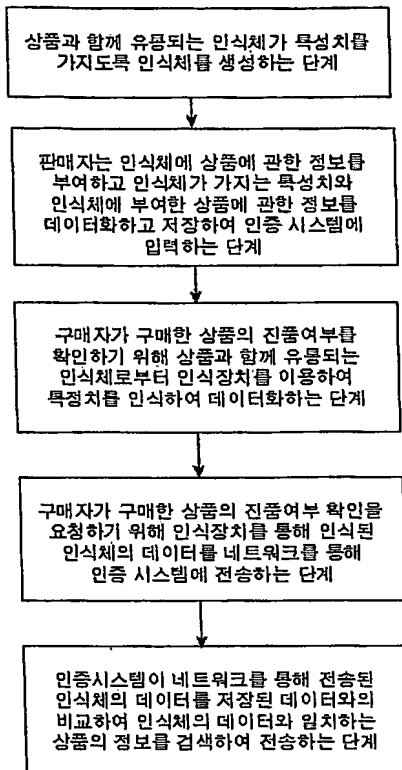 상품과 함께 유통되는 인식체가 특성치를
가지도록 인식체를 생성하는 단계
판매자는 인식체에 상품에 관한 정보를
부여하고 인식체가 가지는 특성치와
인식체에 부여한 상품에 관한 정보를
데이터화하고 저장하여 인증 시스템에
입력하는 단계
구매자가 구매한 상품의 진품여부를
확인하기 위해 상품과 함께 유통되는
인식체로부터 인식장치를 이용하여
특정치를 인식하여 데이터화하는 단계
구매자가 구매한 상품의 진품여부 확인을
요청하기 위해 인식장치를 통해 인식된
인식체의 데이터를 네트워크를 통해
인증 시스템에 전송하는 단계
인증시스템이 네트워크를 통해 전송된
인식체의 데이터를 저장된 데이터와의
비교하여 인식체의 데이터와 일치하는
상품의 정보를 검색하여 전송하는 단계